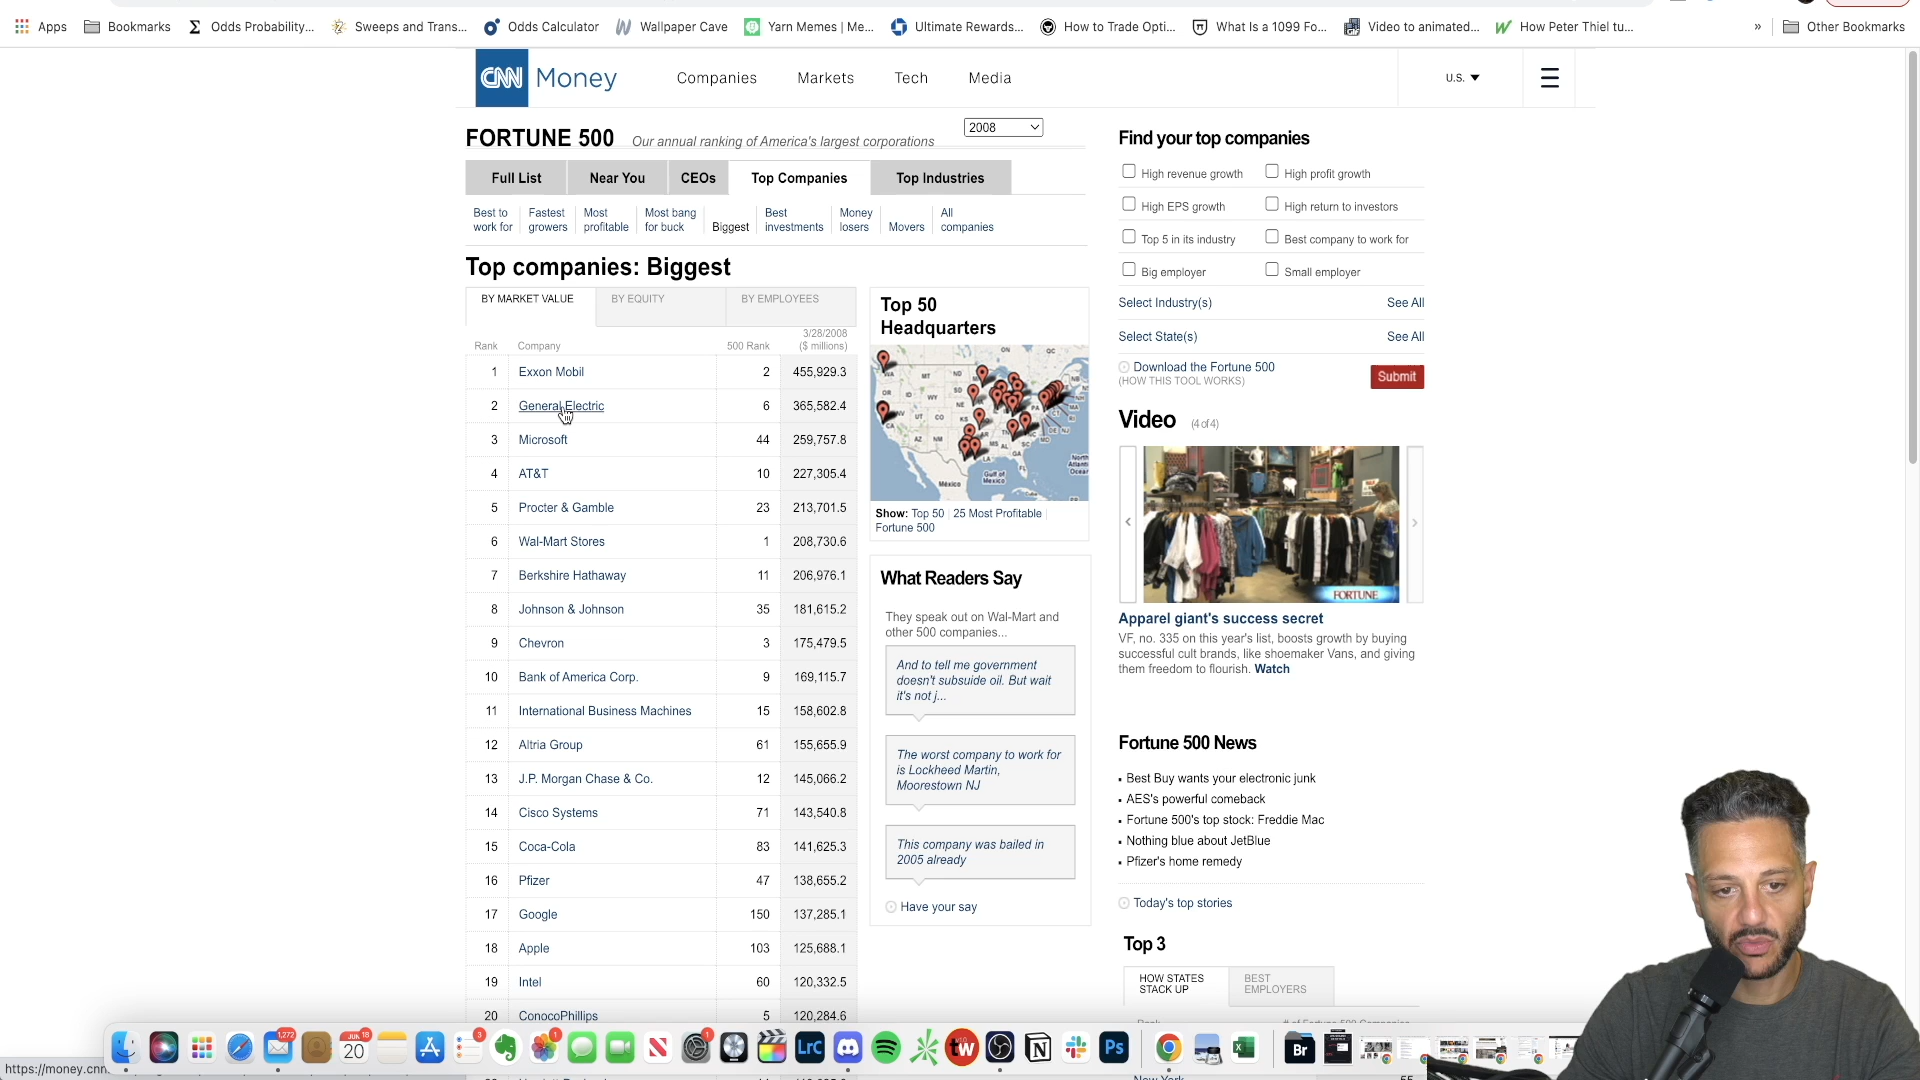 Apps
Bookmarks
Odds Probability...
Sweeps and Trans...
Odds Calculator
Wallpaper Cave
Yarn Memes | Me...
Ultimate Rewards...
How to Trade Opti...
What Is a 1099 Fo...
Video to animated...
How Peter Thiel tu...
»
Other Bookmarks
CNN Money
Companies
Markets
Tech
Media
U.S.
FORTUNE 500
Our annual ranking of America's largest corporations
2008
Full List
Near You
CEOs
Top Companies
Top Industries
Best to
work for
Fastest
growers
Most
profitable
Most bang
for buck
Biggest
Best
investments
Money
losers
Movers
All
companies
Top companies: Biggest
BY MARKET VALUE
BY EQUITY
BY EMPLOYEES
Rank Company 500 Rank 3/28/2008
($ millions)
1 Exxon Mobil 2 455,929.3
2 General Electric 6 365,582.4
3 Microsoft 44 259,757.8
4 AT&T 10 227,305.4
5 Procter & Gamble 23 213,701.5
6 Wal-Mart Stores 1 208,730.6
7 Berkshire Hathaway 11 206,976.1
8 Johnson & Johnson 35 181,615.2
9 Chevron 3 175,479.5
10 Bank of America Corp. 9 169,115.7
11 International Business Machines 15 158,602.8
12 Altria Group 61 155,655.9
13 J.P. Morgan Chase & Co. 12 145,066.2
14 Cisco Systems 71 143,540.8
15 Coca-Cola 83 141,625.3
16 Pfizer 47 138,655.2
17 Google 150 137,285.1
18 Apple 103 125,688.1
19 Intel 60 120,332.5
20 ConocoPhillips 5 120,284.6
Top 50
Headquarters
Show: Top 50 | 25 Most Profitable |
Fortune 500
What Readers Say
They speak out on Wal-Mart and
other 500 companies...
And to tell me government
doesn't subsuide oil. But wait
it's not j...
The worst company to work for
is Lockheed Martin,
Moorestown NJ
This company was bailed in
2005 already
Have your say
Find your top companies
High revenue growth
High profit growth
High EPS growth
High return to investors
Top 5 in its industry
Best company to work for
Big employer
Small employer
Select Industry(s) See All
Select State(s) See All
Download the Fortune 500
(HOW THIS TOOL WORKS)
Submit
Video (4 of 4)
FORTUNE
Apparel giant's success secret
VF, no. 335 on this year's list, boosts growth by buying
successful cult brands, like shoemaker Vans, and giving
them freedom to flourish. Watch
Fortune 500 News
Best Buy wants your electronic junk
AES's powerful comeback
Fortune 500's top stock: Freddie Mac
Nothing blue about JetBlue
Pfizer's home remedy
Today's top stories
Top 3
HOW STATES
STACK UP
BEST
EMPLOYERS
1,272
20
3
1
1
LrC
tw
Ps
Br
https://money.cnn.
New York 55